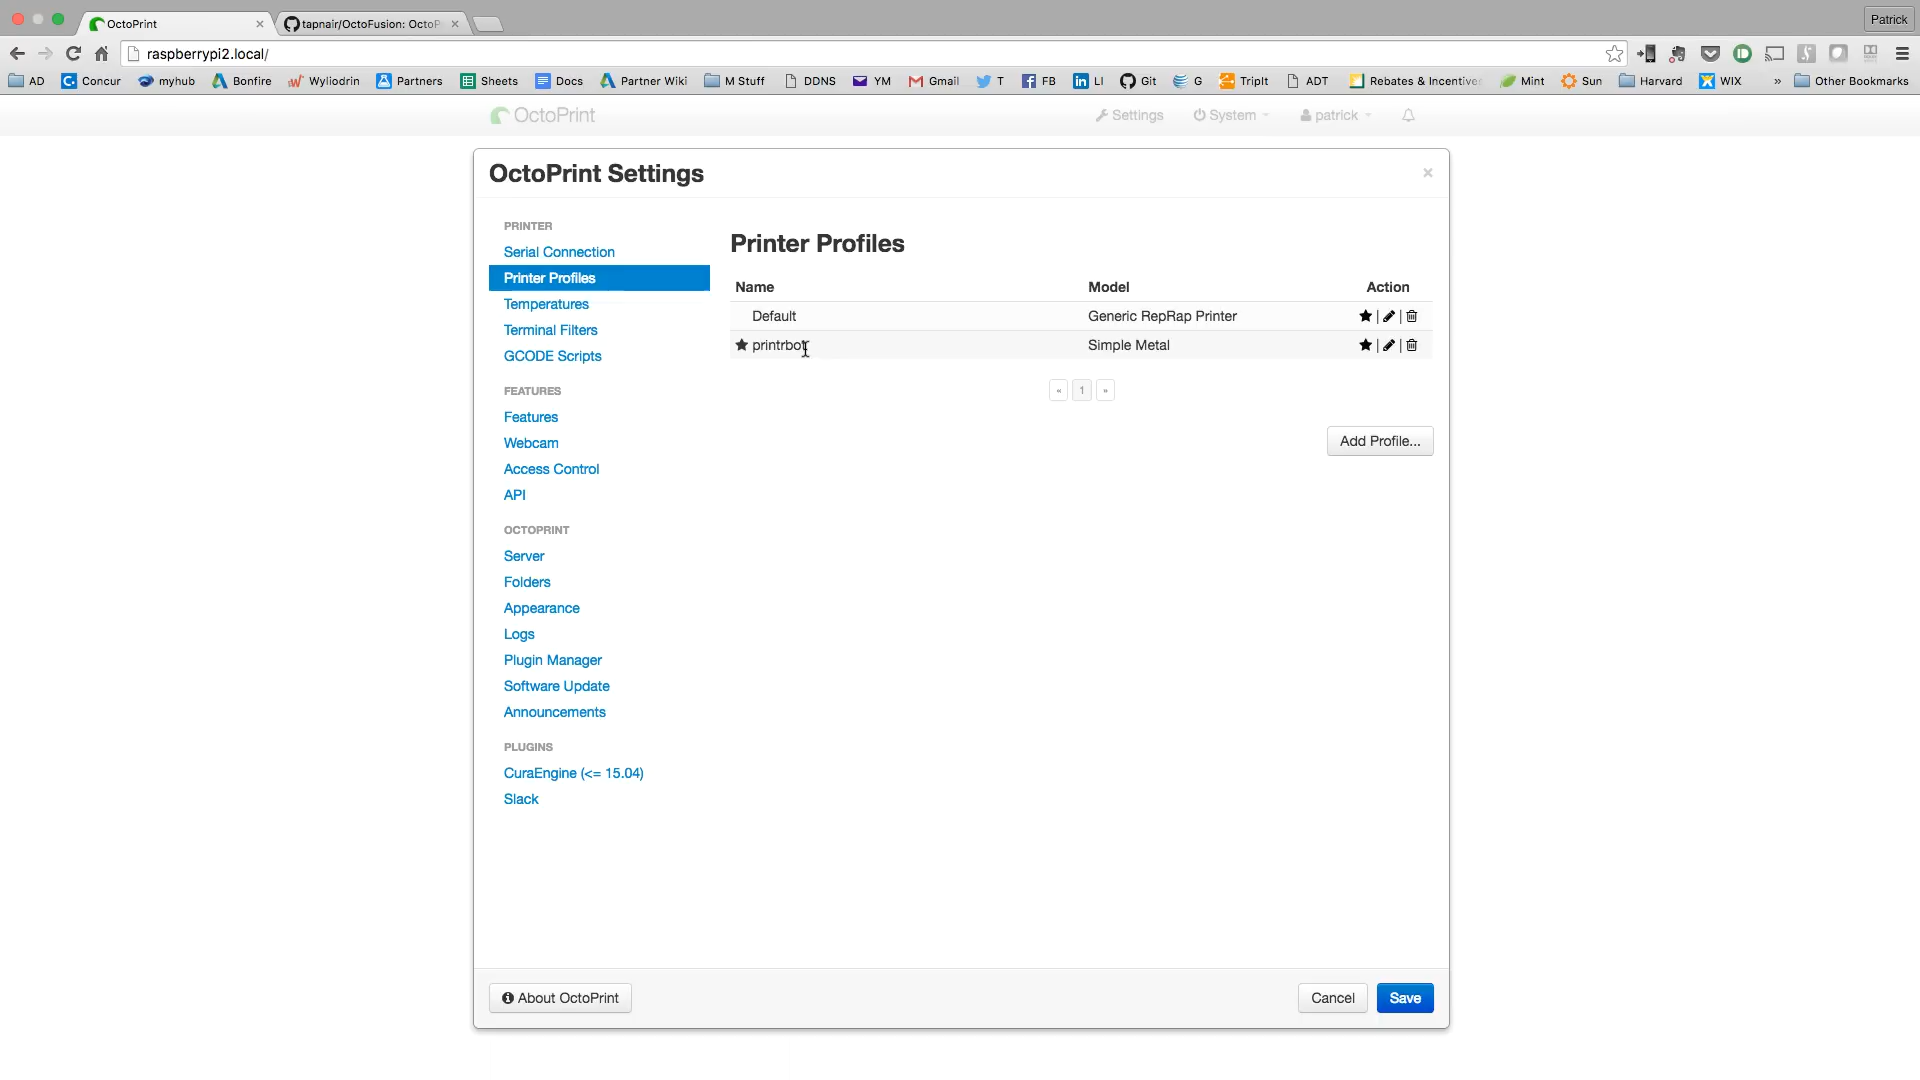 OctoPrint
tapnair/OctoFusion: OctoP
Patrick
raspberrypi2.local/
AD Concur myhub Bonfire Wyliodrin Partners Sheets Docs Partner Wiki M Stuff DDNS YM Gmail T FB LI Git G TripIt ADT Rebates & Incentives Mint Sun Harvard WIX » Other Bookmarks
OctoPrint Settings System patrick
OctoPrint Settings ×
PRINTER
Serial Connection
Printer Profiles
Temperatures
Terminal Filters
GCODE Scripts
FEATURES
Features
Webcam
Access Control
API
OCTOPRINT
Server
Folders
Appearance
Logs
Plugin Manager
Software Update
Announcements
PLUGINS
CuraEngine (<= 15.04)
Slack
Printer Profiles
Name Model Action
Default Generic RepRap Printer | |
printrbot Simple Metal | |
« 1 »
Add Profile...
About OctoPrint Cancel Save